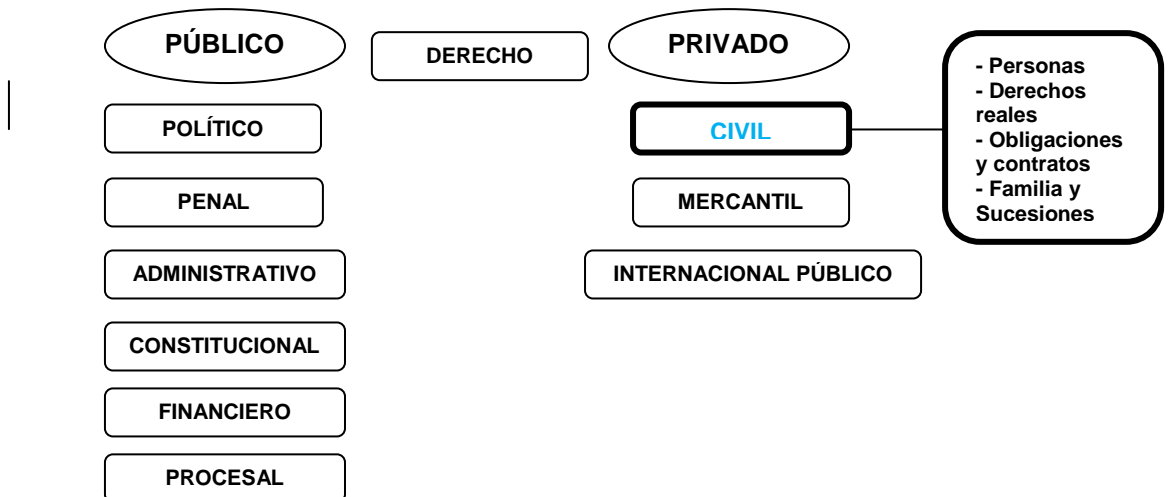 PÚBLICO
DERECHO
PRIVADO
POLÍTICO
PENAL
ADMINISTRATIVO
CONSTITUCIONAL
FINANCIERO
PROCESAL
CIVIL
MERCANTIL
INTERNACIONAL PÚBLICO
- Personas
- Derechos
reales
- Obligaciones
y contratos
- Familia y
Sucesiones